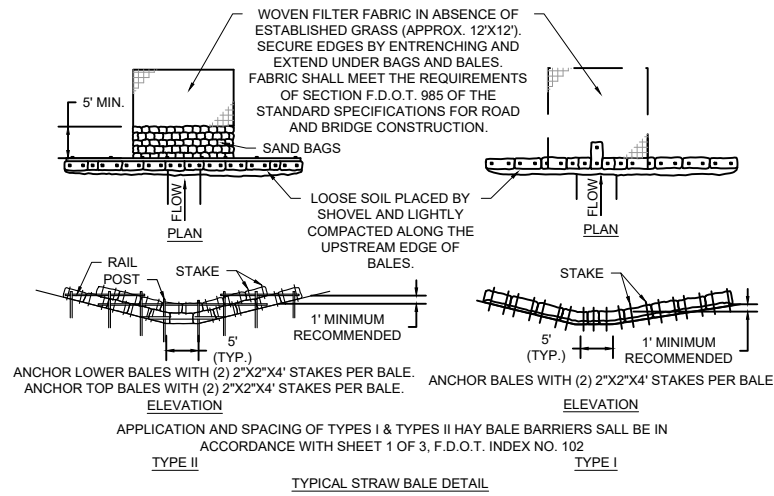 WOVEN FILTER FABRIC IN ABSENCE OF
ESTABLISHED GRASS (APPROX. 12'X12').
SECURE EDGES BY ENTRENCHING AND
EXTEND UNDER BAGS AND BALES.
FABRIC SHALL MEET THE REQUIREMENTS
OF SECTION F.D.O.T. 985 OF THE
STANDARD SPECIFICATIONS FOR ROAD
AND BRIDGE CONSTRUCTION.
5' MIN.
SAND BAGS
LOOSE SOIL PLACED BY
SHOVEL AND LIGHTLY
COMPACTED ALONG THE
UPSTREAM EDGE OF
BALES.
FLOW
PLAN
FLOW
PLAN
RAIL
POST
STAKE
1' MINIMUM
RECOMMENDED
5'
(TYP.)
ANCHOR LOWER BALES WITH (2) 2"X2"X4' STAKES PER BALE.
ANCHOR TOP BALES WITH (2) 2"X2"X4' STAKES PER BALE.
ELEVATION
STAKE
5'
(TYP.)
1' MINIMUM
RECOMMENDED
ANCHOR BALES WITH (2) 2"X2"X4' STAKES PER BALE
ELEVATION
APPLICATION AND SPACING OF TYPES I & TYPES II HAY BALE BARRIERS SALL BE IN
ACCORDANCE WITH SHEET 1 OF 3, F.D.O.T. INDEX NO. 102
TYPE II
TYPE I
TYPICAL STRAW BALE DETAIL